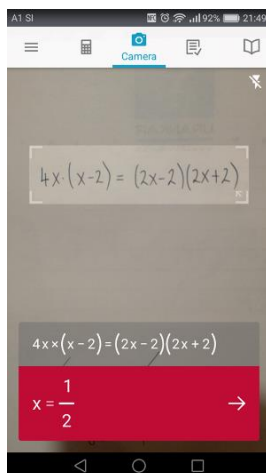 A1 SI 92% 21:49
Camera
4x·(x-2) = (2x-2)(2x+2)
4x×(x-2)=(2x-2)(2x+2)
x = 1/2